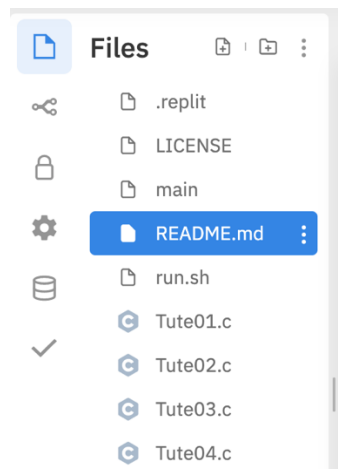 Files
.replit
LICENSE
main
README.md
run.sh
Tute01.c
Tute02.c
Tute03.c
Tute04.c